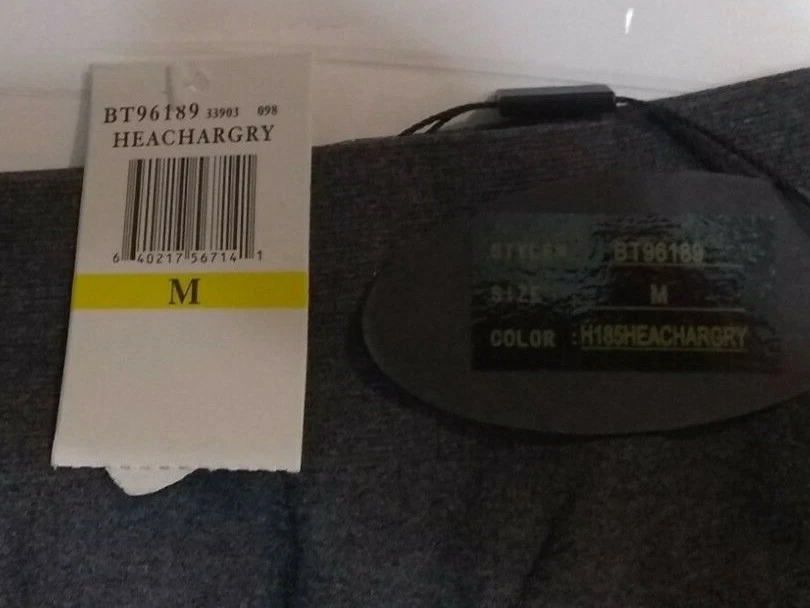 BT96189 33903 098
HEACHARGRY
6 40217 56714 1
M
STYLE# : BT96189
SIZE : M
COLOR : H185HEACHARGRY